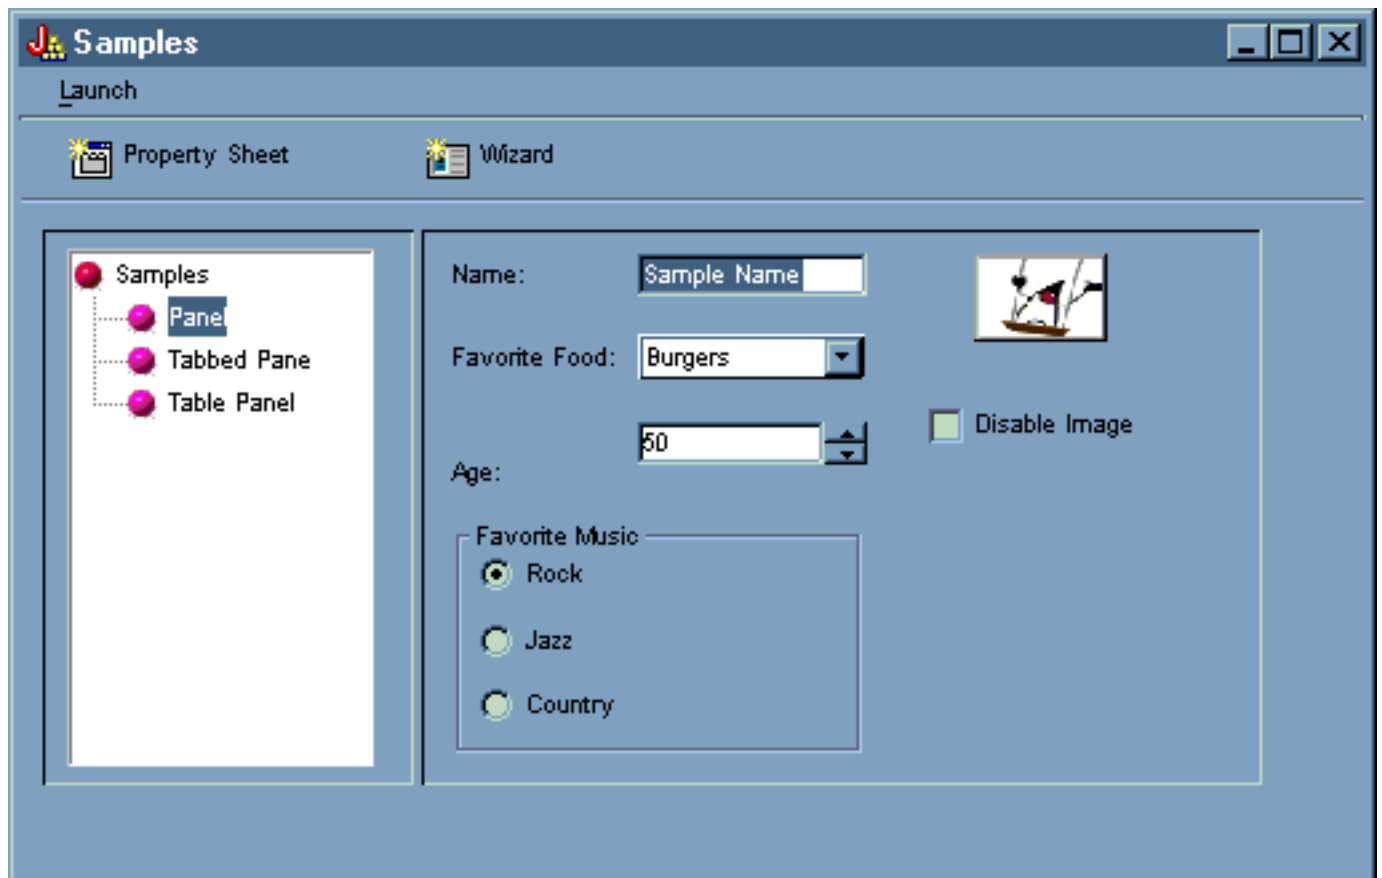 Samples
Launch
Property Sheet Wizard
Samples
Panel
Tabbed Pane
Table Panel
Name: Sample Name
Favorite Food: Burgers
Disable Image
Age: 50
Favorite Music
Rock
Jazz
Country